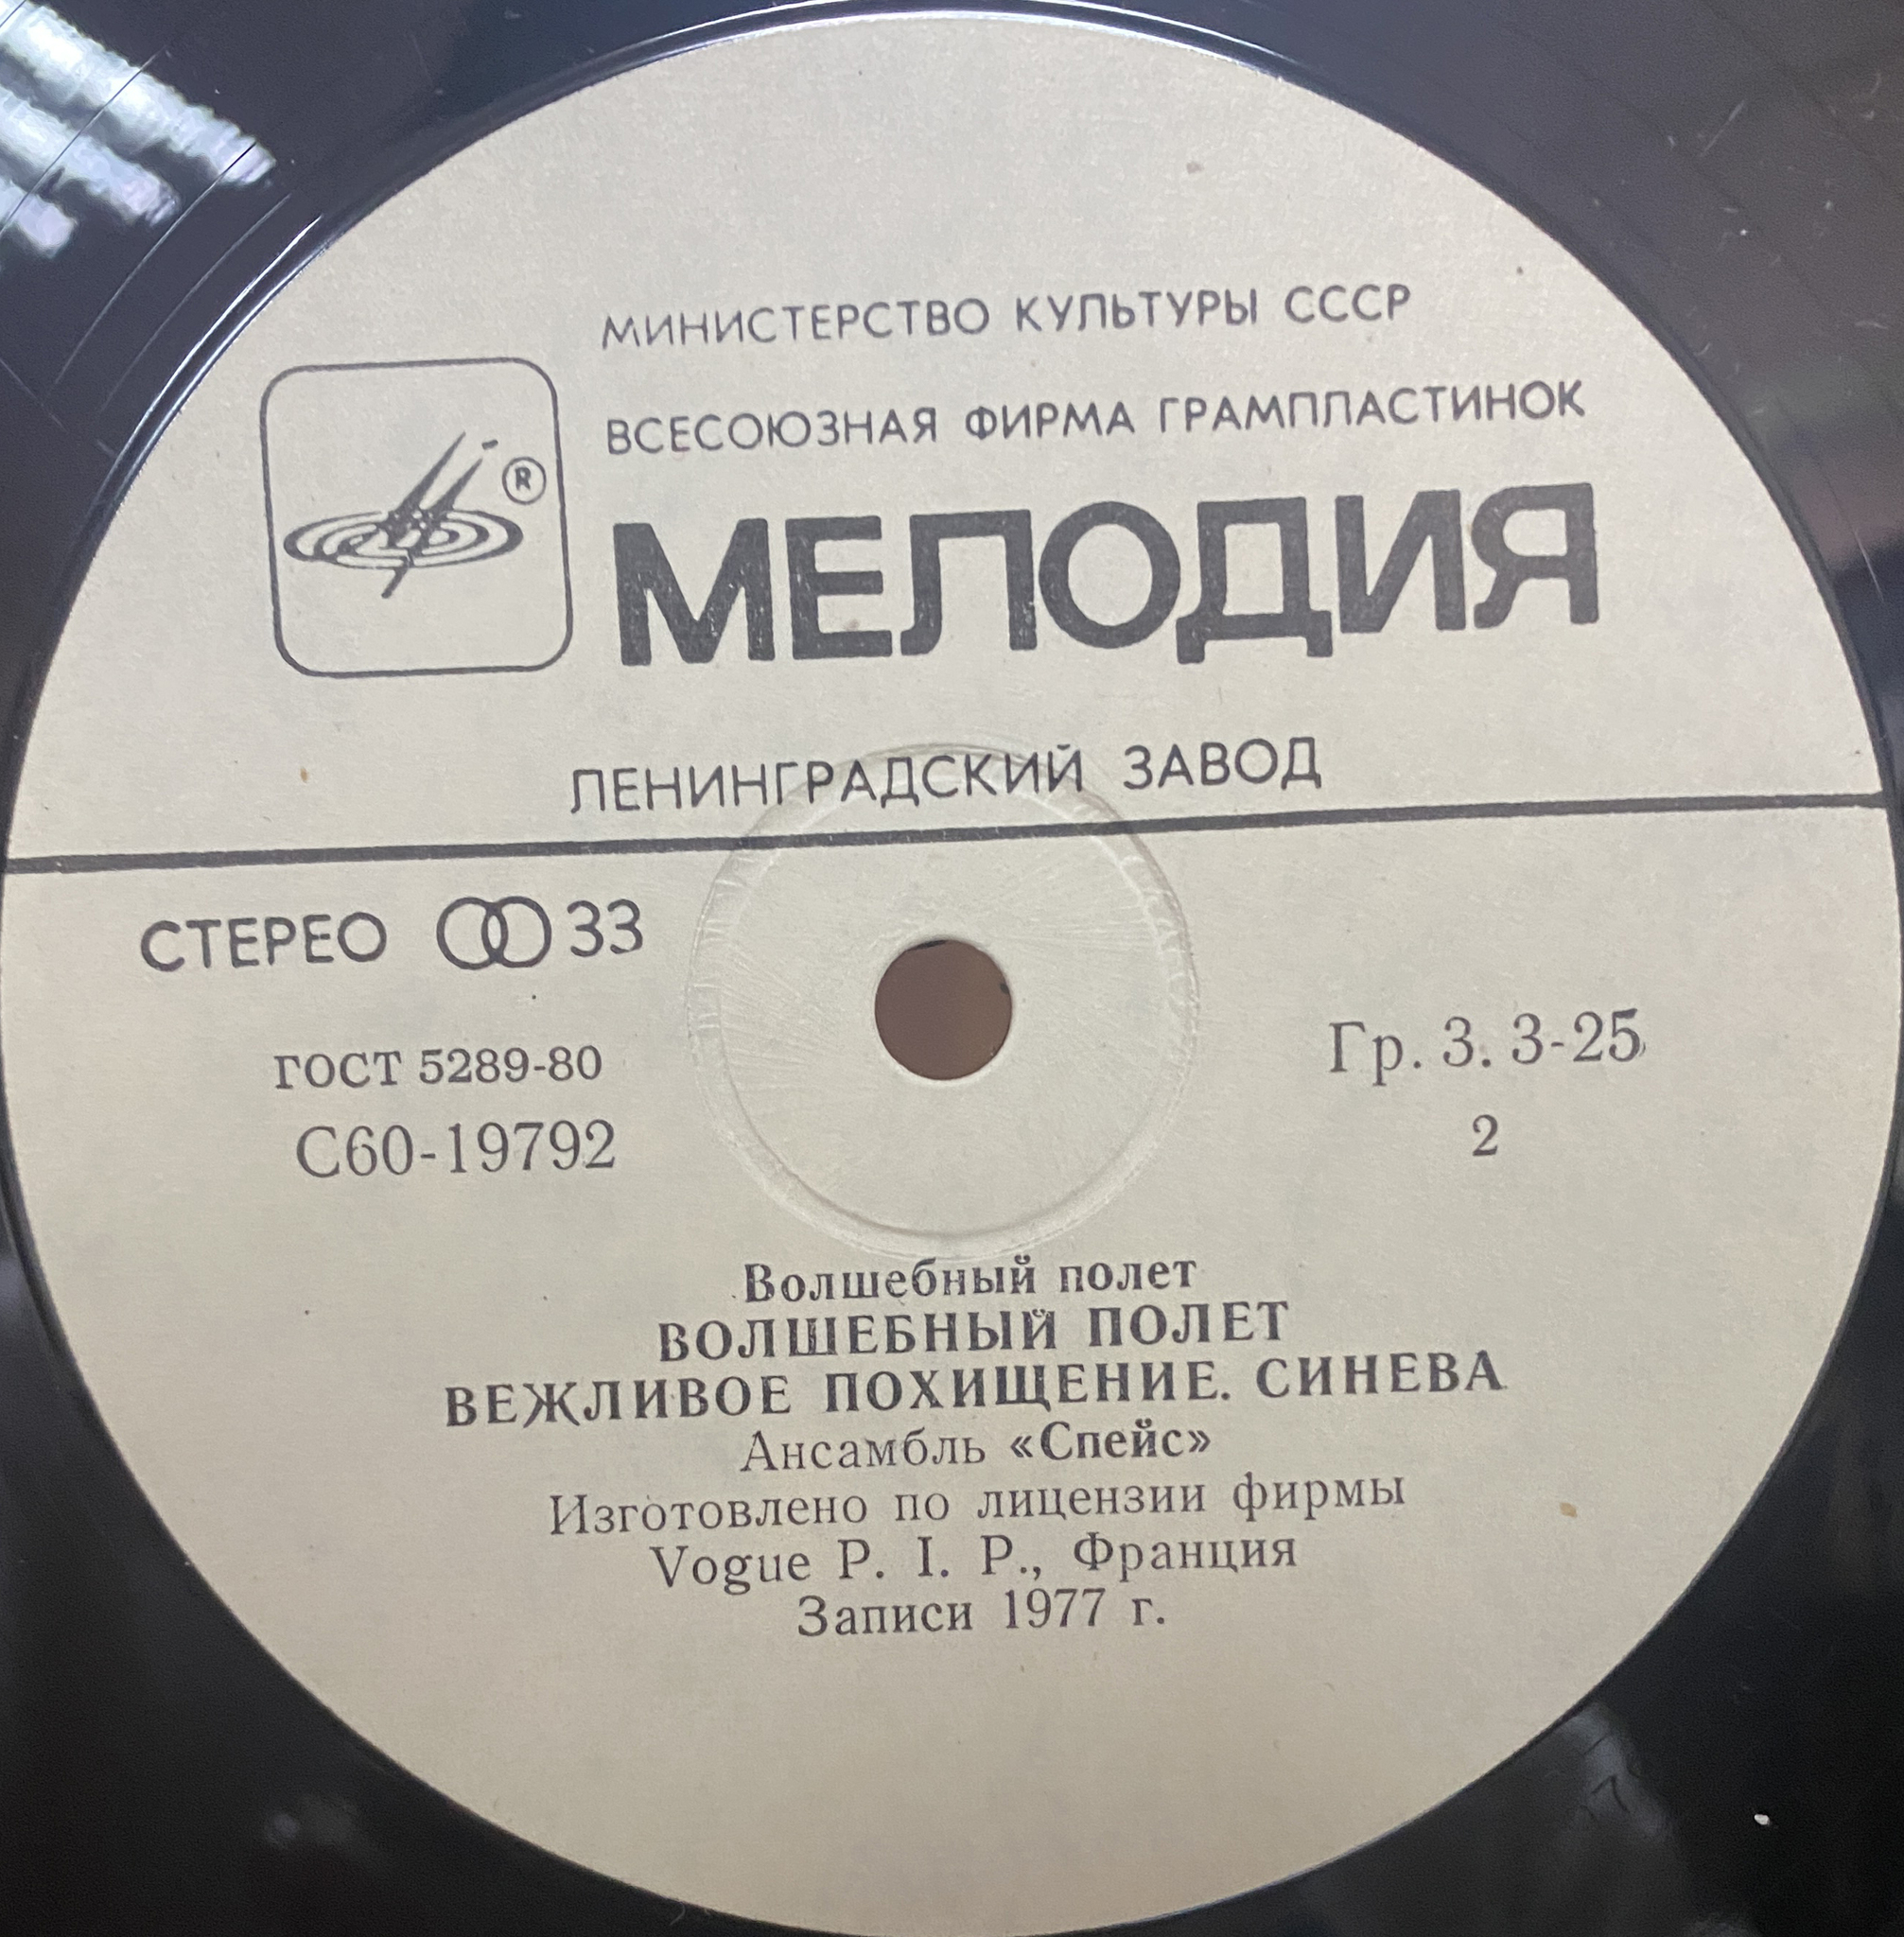 МИНИСТЕРСТВО КУЛЬТУРЫ СССР
ВСЕСОЮЗНАЯ ФИРМА ГРАМПЛАСТИНОК
®
МЕЛОДИЯ
ЛЕНИНГРАДСКИЙ ЗАВОД
СТЕРЕО 33
ГОСТ 5289-80
Гр. 3. 3-25
С60-19792
2
Волшебный полет
ВОЛШЕБНЫЙ ПОЛЕТ
ВЕЖЛИВОЕ ПОХИЩЕНИЕ. СИНЕВА
Ансамбль «Спейс»
Изготовлено по лицензии фирмы
Vogue P. I. P., Франция
Записи 1977 г.